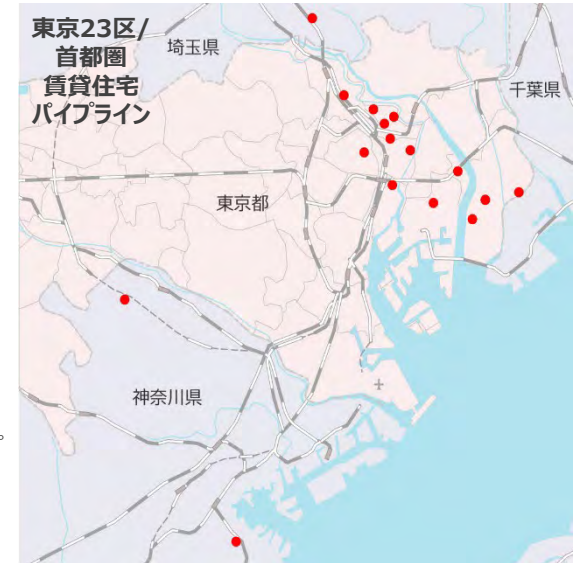 東京23区/
首都圏
賃貸住宅
パイプライン
埼玉県
千葉県
東京都
神奈川県
。